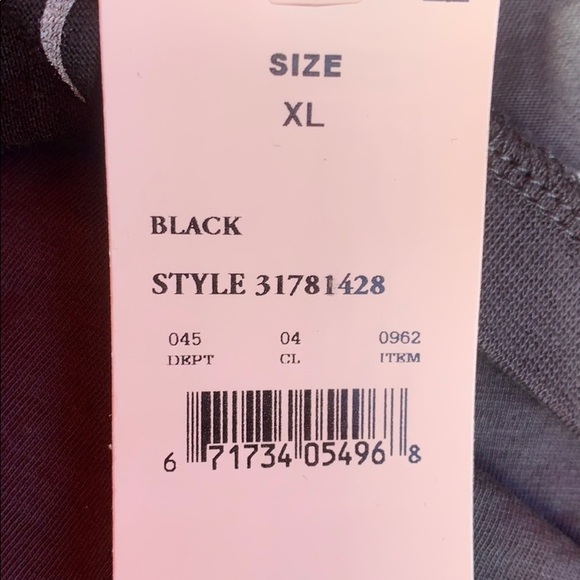 SIZE
XL
BLACK
STYLE 31781428
045 04 0962
DEPT CL ITEM
6 71734 05496 8